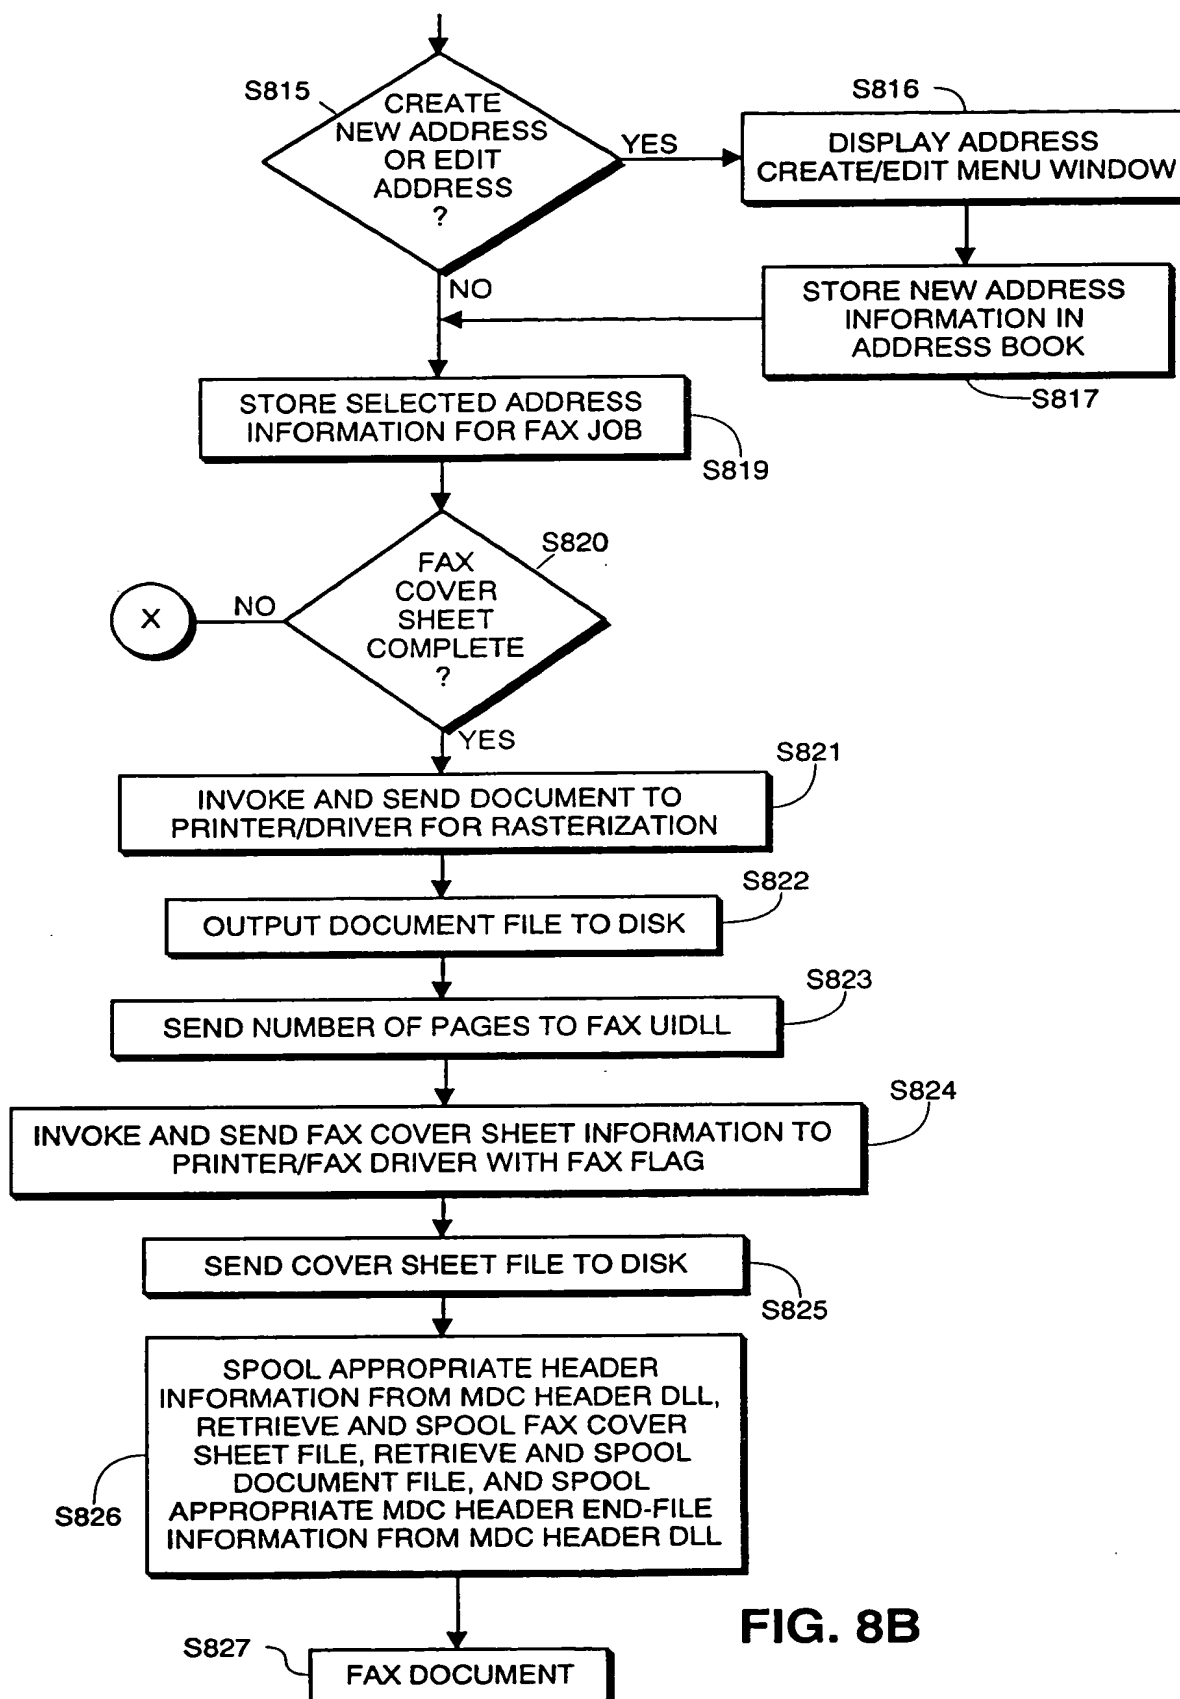 S815
CREATE
NEW ADDRESS
OR EDIT
ADDRESS
?
YES
S816
DISPLAY ADDRESS
CREATE/EDIT MENU WINDOW
NO
STORE NEW ADDRESS
INFORMATION IN
ADDRESS BOOK
S817
STORE SELECTED ADDRESS
INFORMATION FOR FAX JOB
S819
S820
FAX
COVER
SHEET
COMPLETE
?
NO
X
YES
S821
INVOKE AND SEND DOCUMENT TO
PRINTER/DRIVER FOR RASTERIZATION
S822
OUTPUT DOCUMENT FILE TO DISK
S823
SEND NUMBER OF PAGES TO FAX UIDLL
S824
INVOKE AND SEND FAX COVER SHEET INFORMATION TO
PRINTER/FAX DRIVER WITH FAX FLAG
SEND COVER SHEET FILE TO DISK
S825
SPOOL APPROPRIATE HEADER
INFORMATION FROM MDC HEADER DLL,
RETRIEVE AND SPOOL FAX COVER
SHEET FILE, RETRIEVE AND SPOOL
DOCUMENT FILE, AND SPOOL
APPROPRIATE MDC HEADER END-FILE
INFORMATION FROM MDC HEADER DLL
S826
FIG. 8B
S827
FAX DOCUMENT